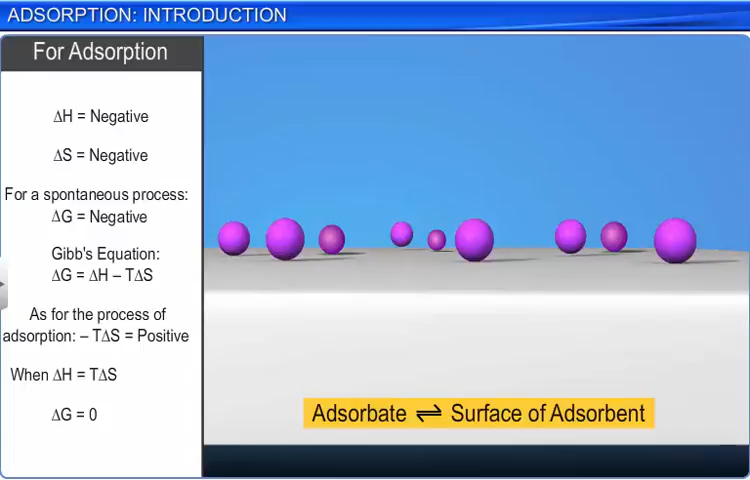 ADSORPTION: INTRODUCTION
For Adsorption
ΔH = Negative
ΔS = Negative
For a spontaneous process:
ΔG = Negative
Gibb's Equation:
ΔG = ΔH – TΔS
As for the process of
adsorption: – TΔS = Positive
When ΔH = TΔS
ΔG = 0
Adsorbate ⇌ Surface of Adsorbent